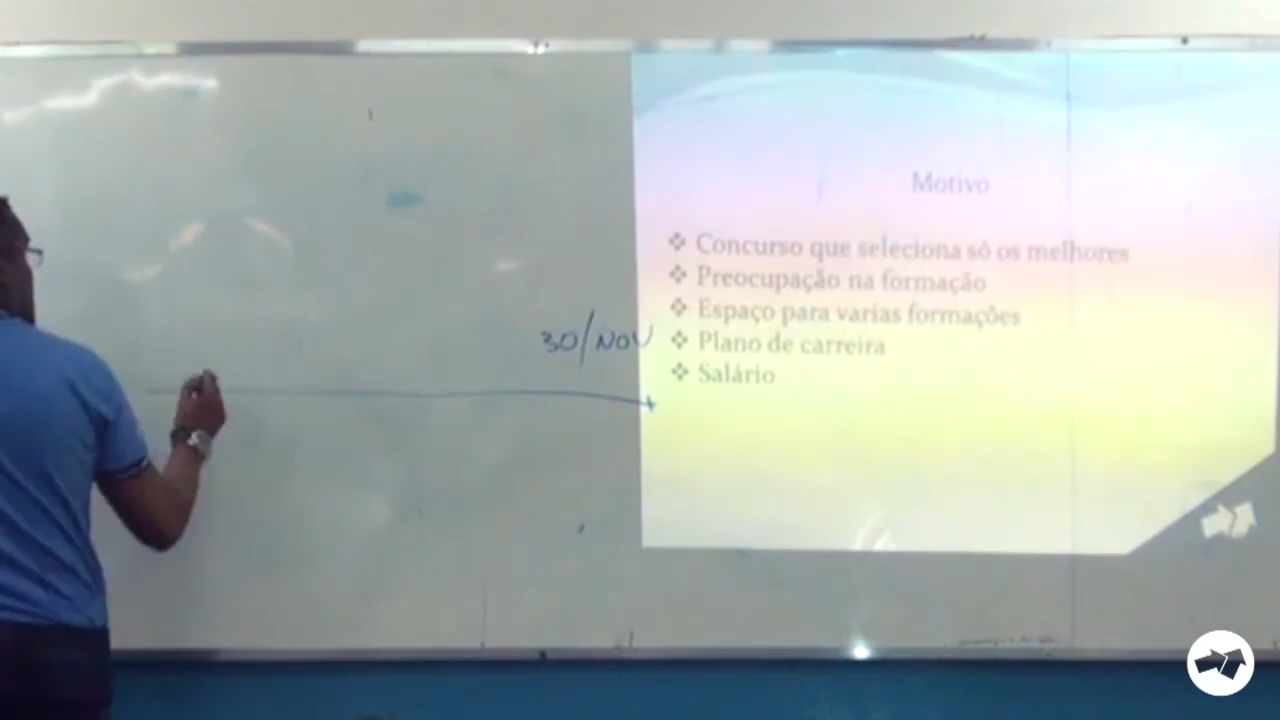 30/NOV
Motivo
❖ Concurso que seleciona só os melhores
❖ Preocupação na formação
❖ Espaço para varias formações
❖ Plano de carreira
❖ Salário